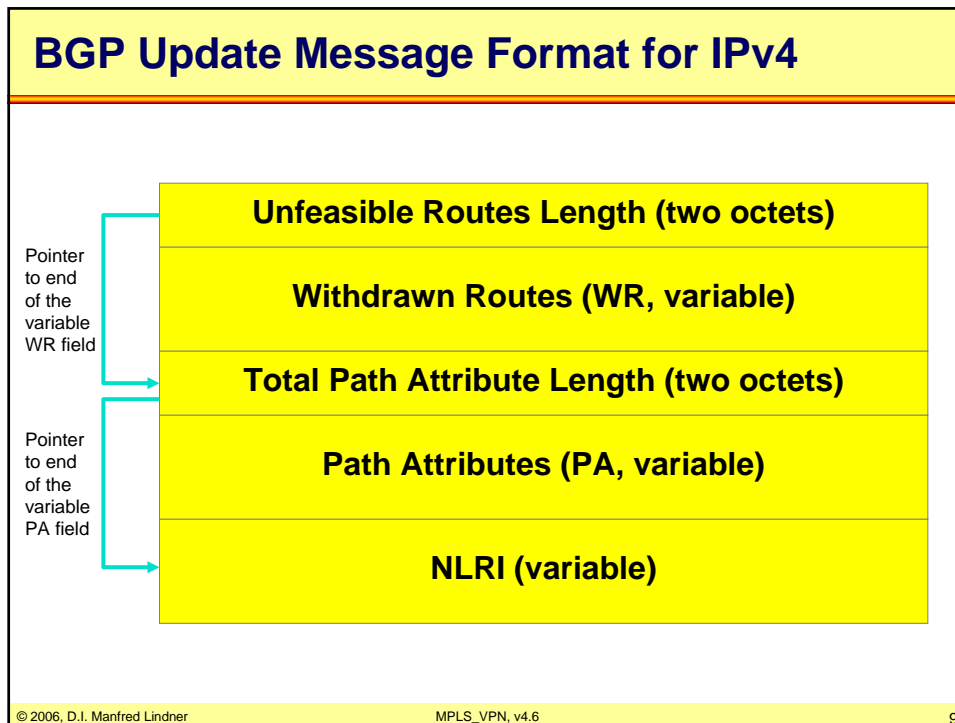 BGP Update Message Format for IPv4
Unfeasible Routes Length (two octets)
Pointer
to end
of the
variable
WR field
Withdrawn Routes (WR, variable)
Total Path Attribute Length (two octets)
Pointer
to end
of the
variable
PA field
Path Attributes (PA, variable)
NLRI (variable)
© 2006, D.I. Manfred Lindner
MPLS_VPN, v4.6
9